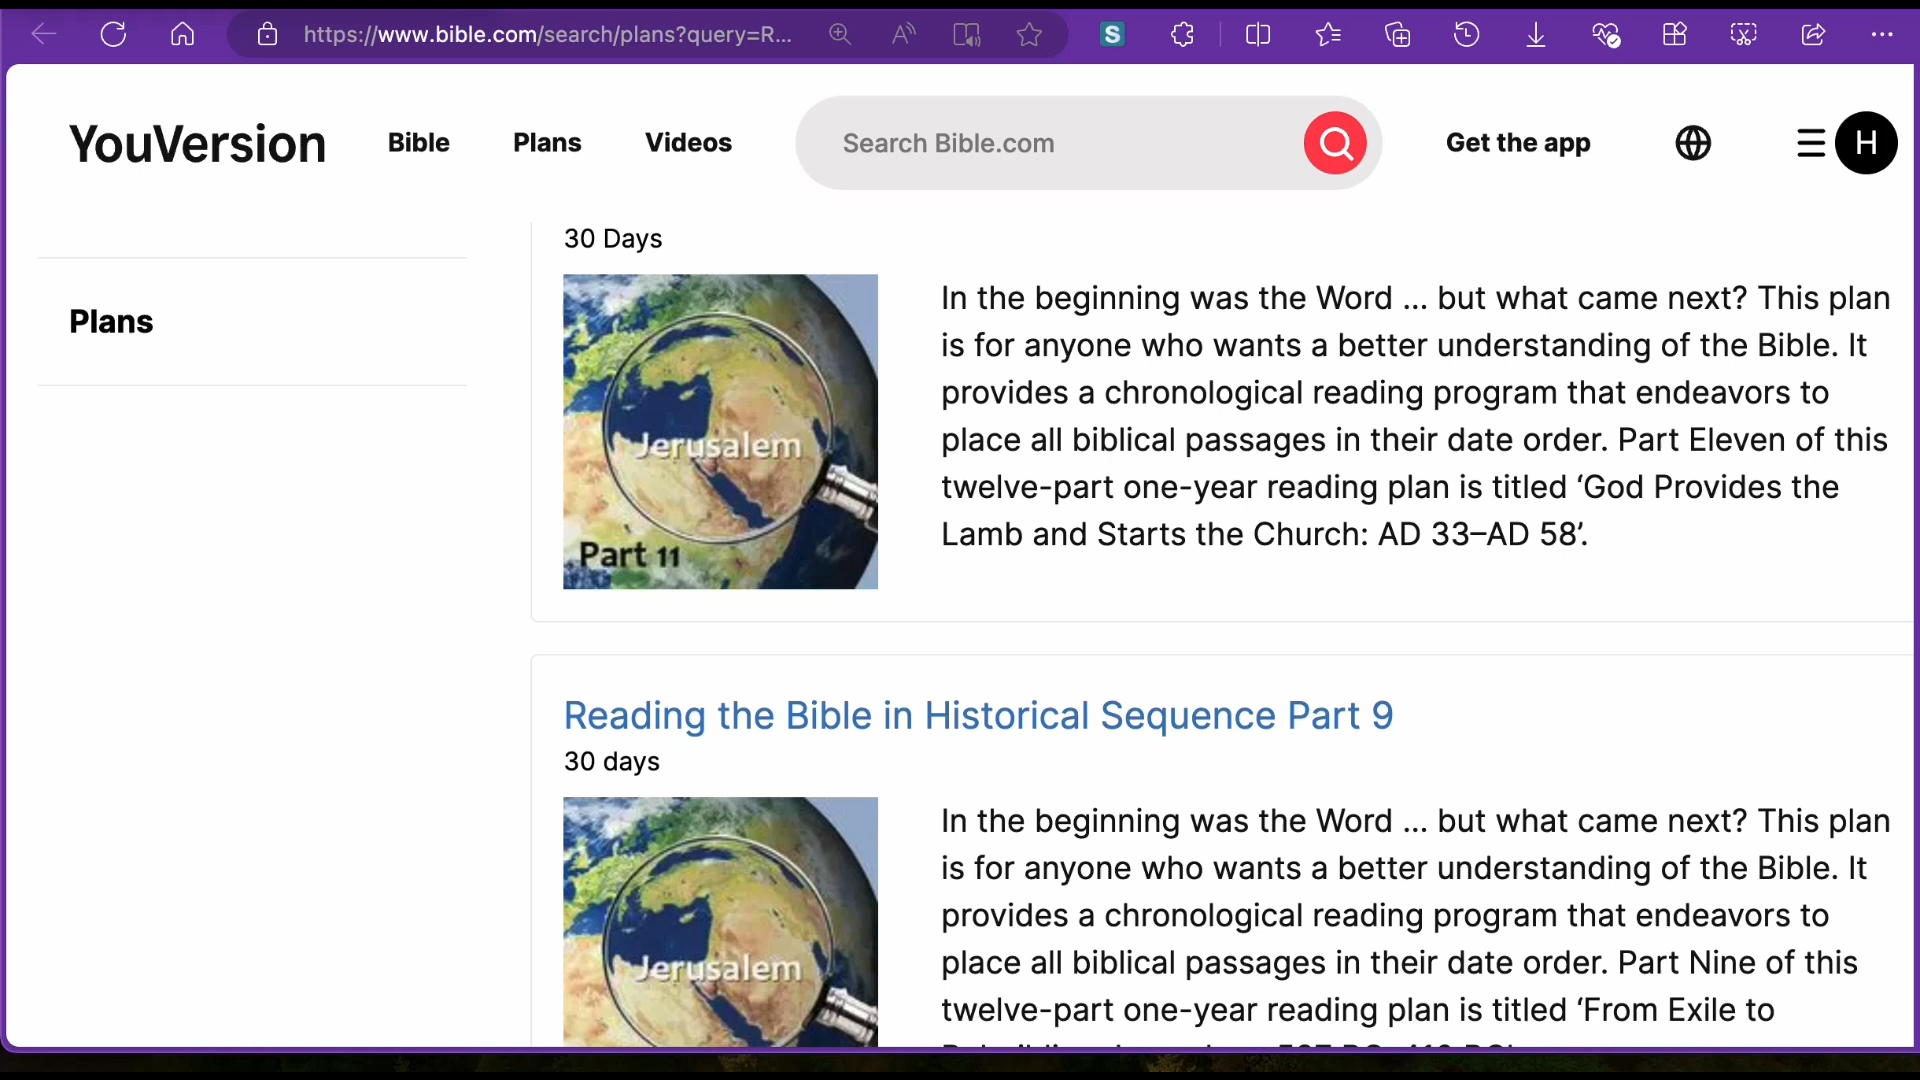 https://www.bible.com/search/plans?query=R...
S
YouVersion
Bible
Plans
Videos
Search Bible.com
Get the app
H
Plans
30 Days
Jerusalem
Part 11
In the beginning was the Word ... but what came next? This plan
is for anyone who wants a better understanding of the Bible. It
provides a chronological reading program that endeavors to
place all biblical passages in their date order. Part Eleven of this
twelve-part one-year reading plan is titled ‘God Provides the
Lamb and Starts the Church: AD 33–AD 58’.
Reading the Bible in Historical Sequence Part 9
30 days
Jerusalem
In the beginning was the Word ... but what came next? This plan
is for anyone who wants a better understanding of the Bible. It
provides a chronological reading program that endeavors to
place all biblical passages in their date order. Part Nine of this
twelve-part one-year reading plan is titled ‘From Exile to